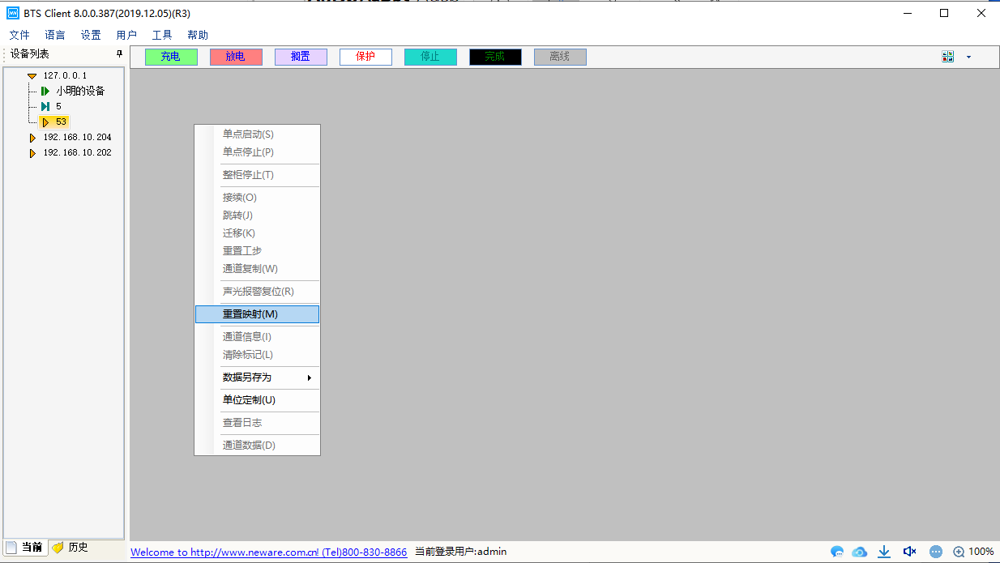 BTS Client 8.0.0.387(2019.12.05)(R3)
文件 语言 设置 用户 工具 帮助
设备列表
充电 放电 搁置 保护 停止 完成 离线
127.0.0.1
小明的设备
5
53
192.168.10.204
192.168.10.202
单点启动(S)
单点停止(P)
整柜停止(T)
接续(O)
跳转(J)
迁移(K)
重置工步
通道复制(W)
声光报警复位(R)
重置映射(M)
通道信息(I)
清除标记(L)
数据另存为
单位定制(U)
查看日志
通道数据(D)
当前 历史
Welcome to http://www.neware.com.cn! (Tel)800-830-8866 当前登录用户:admin
100%